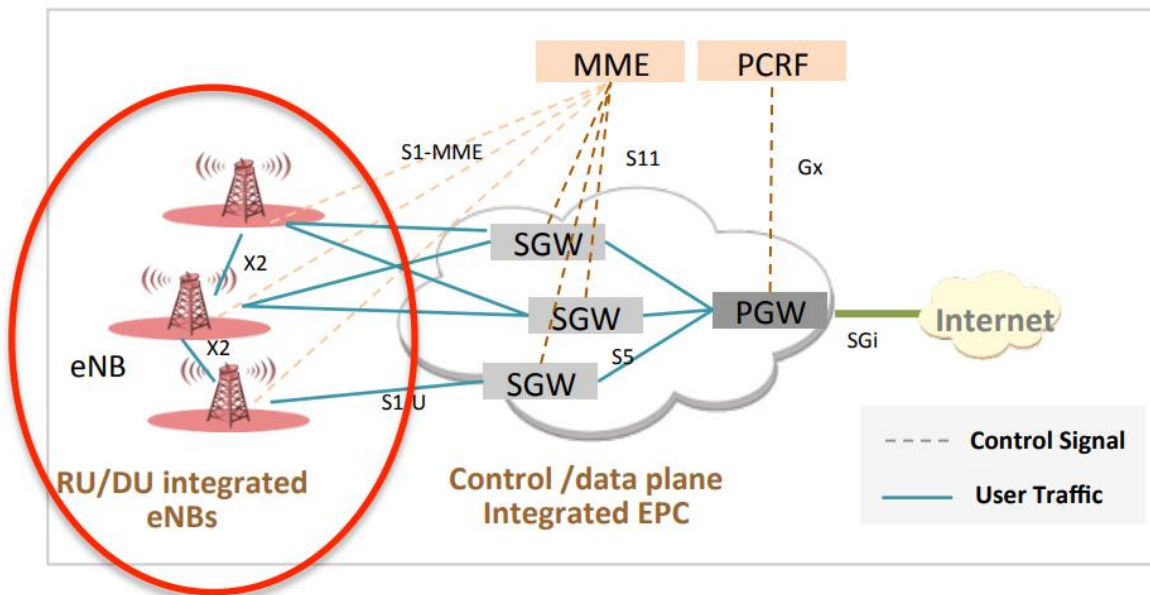 MME
PCRF
S1-MME
S11
Gx
SGW
X2
SGW
PGW
Internet
SGi
eNB
X2
S5
SGW
S1-U
RU/DU integrated
eNBs
Control /data plane
Integrated EPC
Control Signal
User Traffic